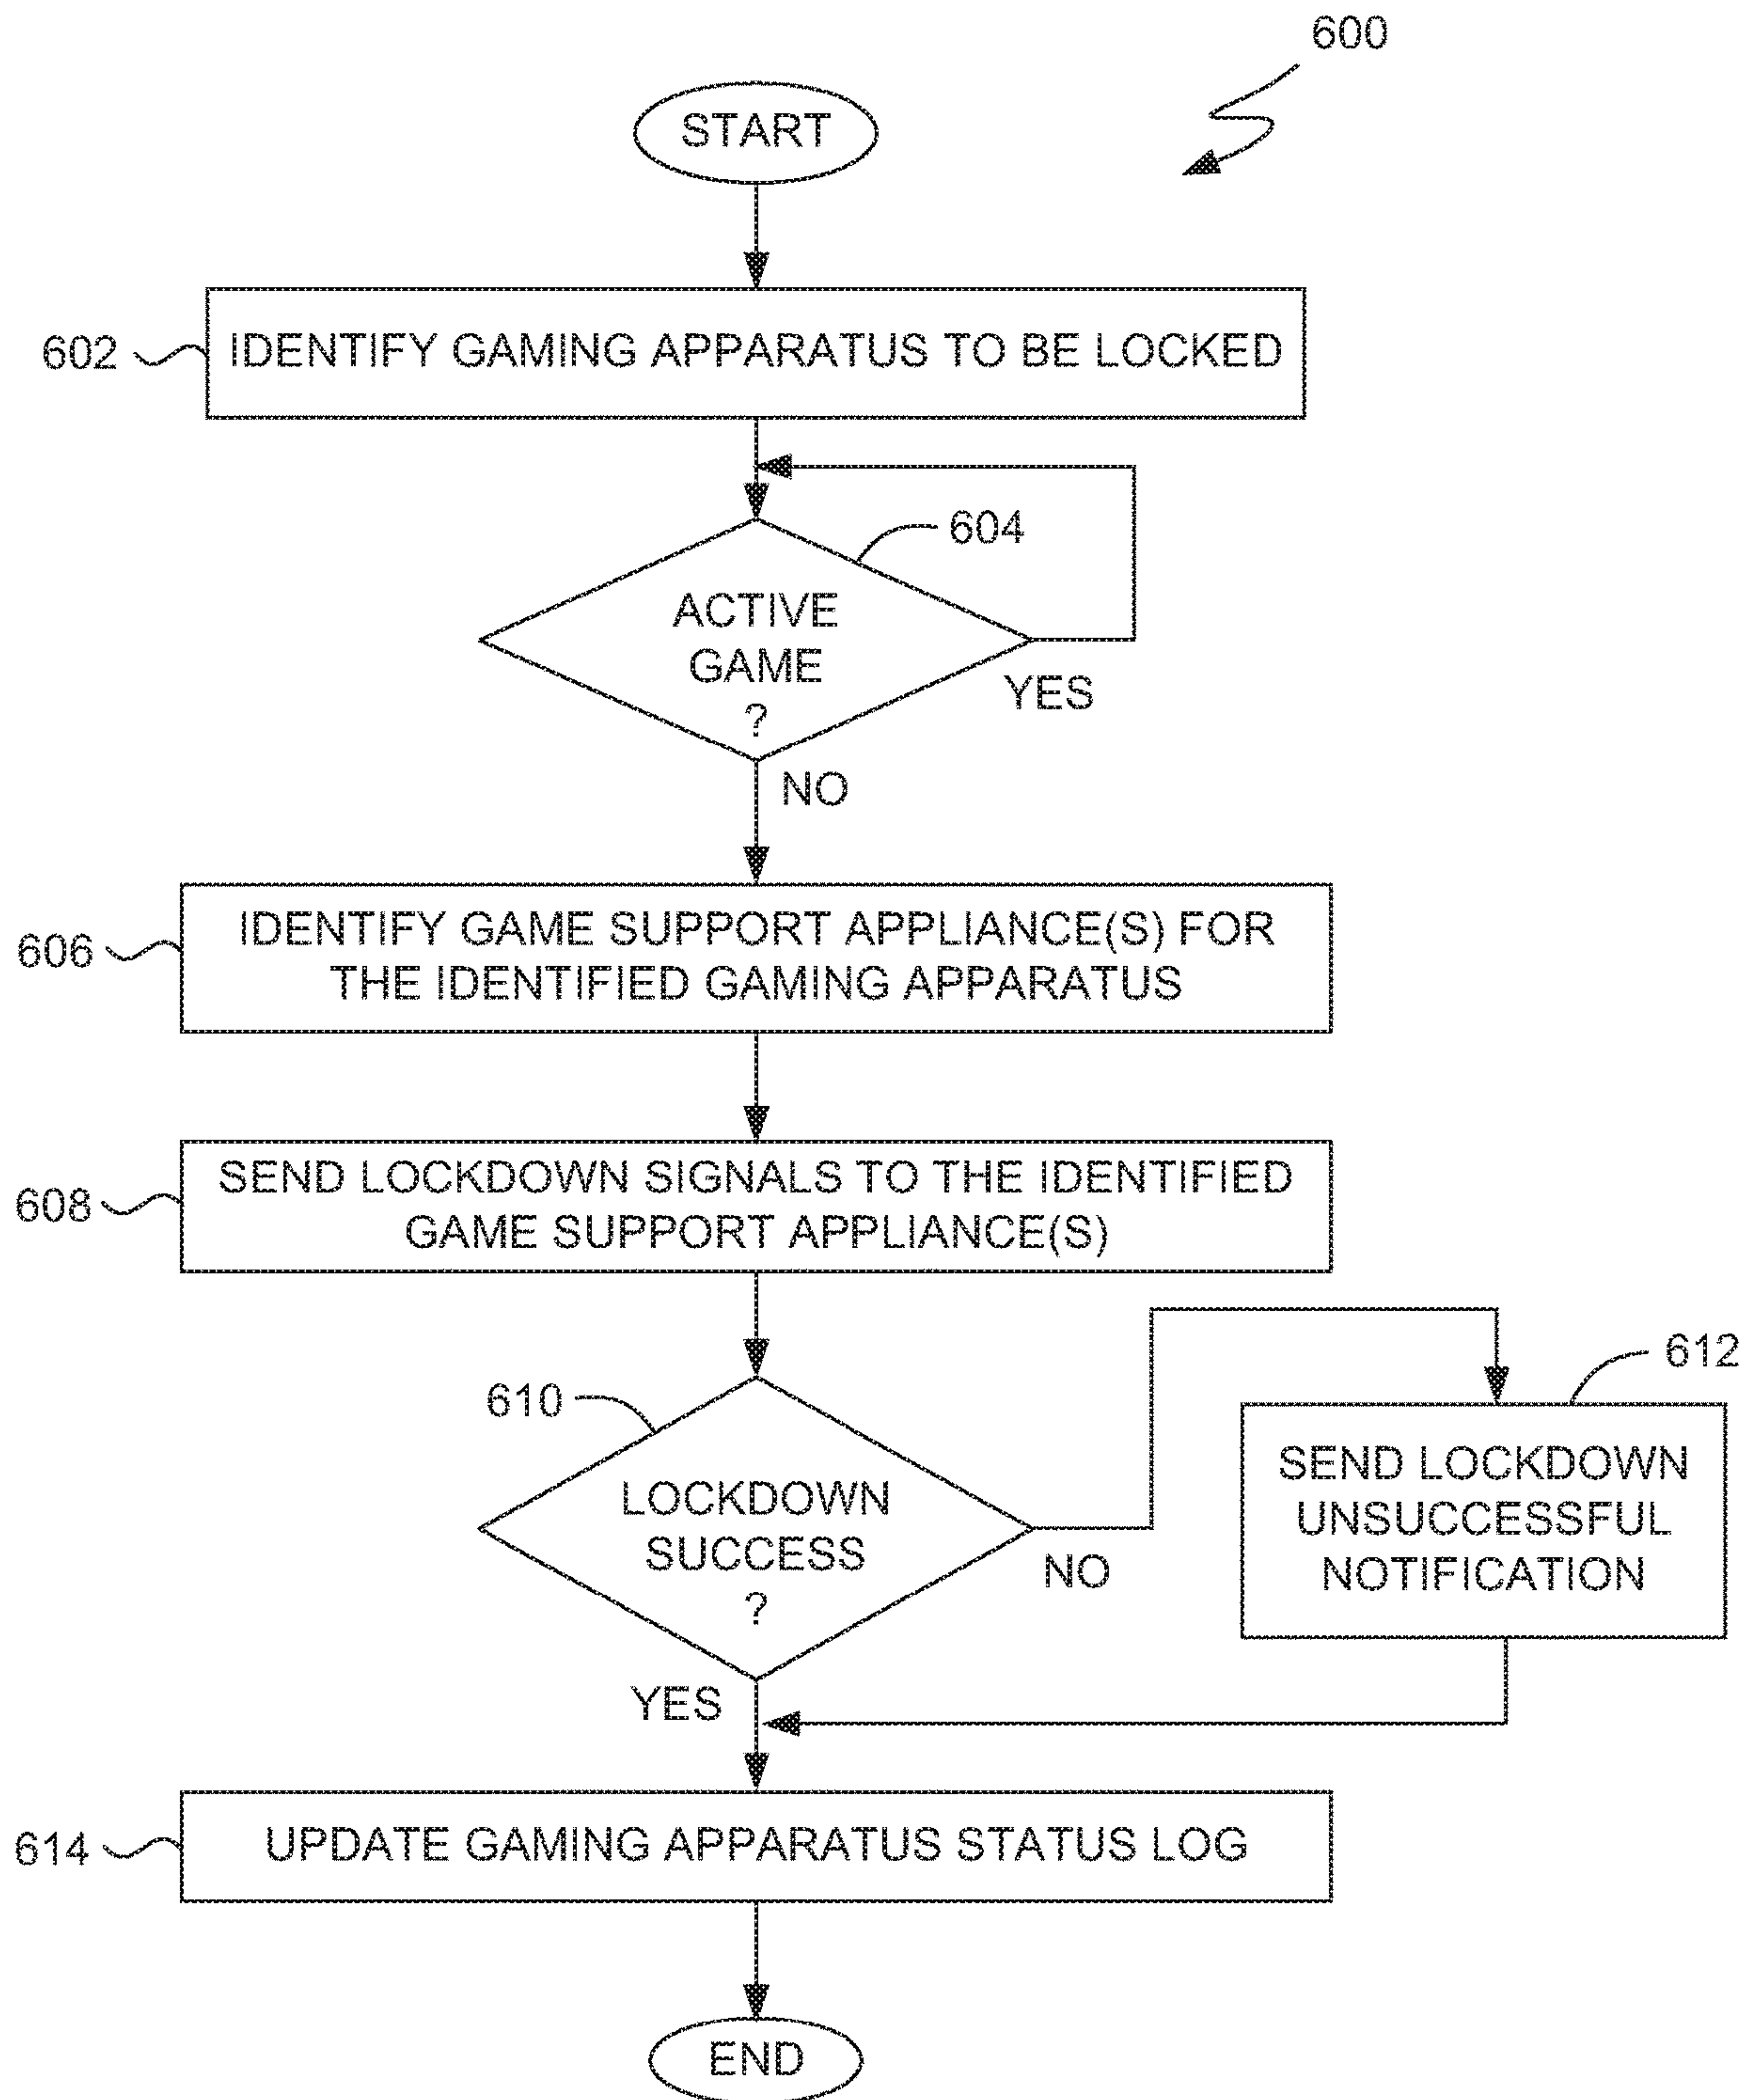 600
START
602
IDENTIFY GAMING APPARATUS TO BE LOCKED
604
ACTIVE
GAME
?
YES
NO
606
IDENTIFY GAME SUPPORT APPLIANCE(S) FOR
THE IDENTIFIED GAMING APPARATUS
608
SEND LOCKDOWN SIGNALS TO THE IDENTIFIED
GAME SUPPORT APPLIANCE(S)
610
LOCKDOWN
SUCCESS
?
NO
612
SEND LOCKDOWN
UNSUCCESSFUL
NOTIFICATION
YES
614
UPDATE GAMING APPARATUS STATUS LOG
END